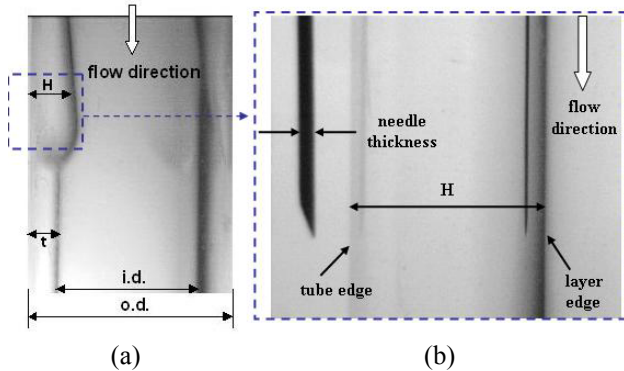 flow direction
H
t
i.d.
o.d.
(a)
needle
thickness
flow
direction
H
tube edge
layer
edge
(b)